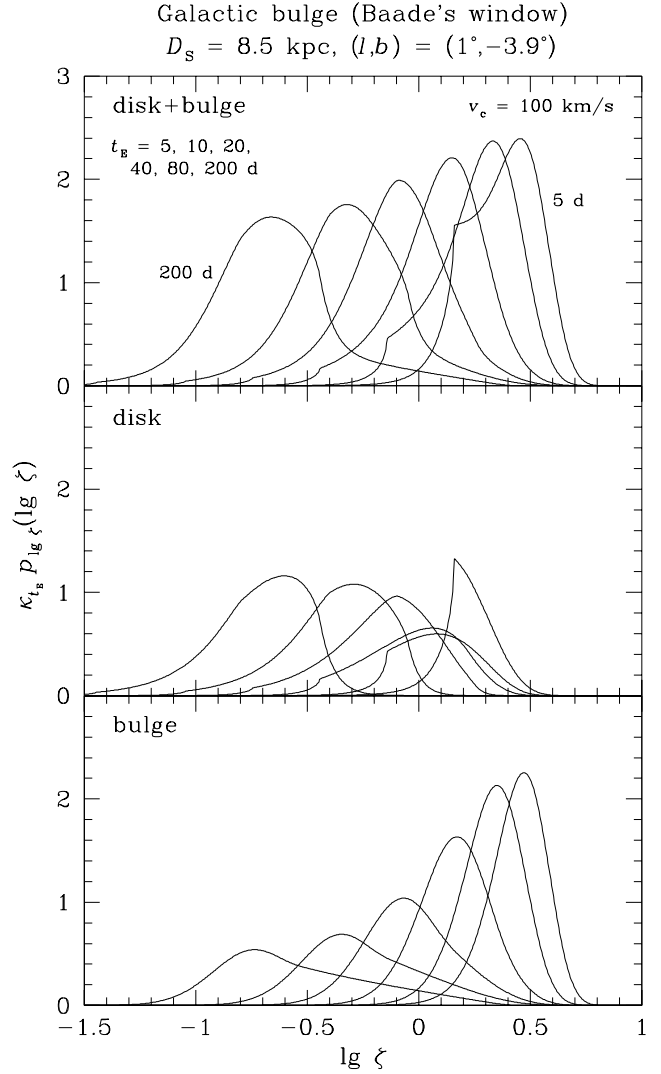 Galactic bulge (Baade's window)
D_S = 8.5 kpc, (l,b) = (1°,−3.9°)
3
disk+bulge
v_c = 100 km/s
t_E = 5, 10, 20,
40, 80, 200 d
2
5 d
200 d
1
0
disk
2
1
0
κ_{t_E} p_{lg ζ}(lg ζ)
bulge
2
1
0
−1.5 −1 −0.5 0 0.5 1
lg ζ